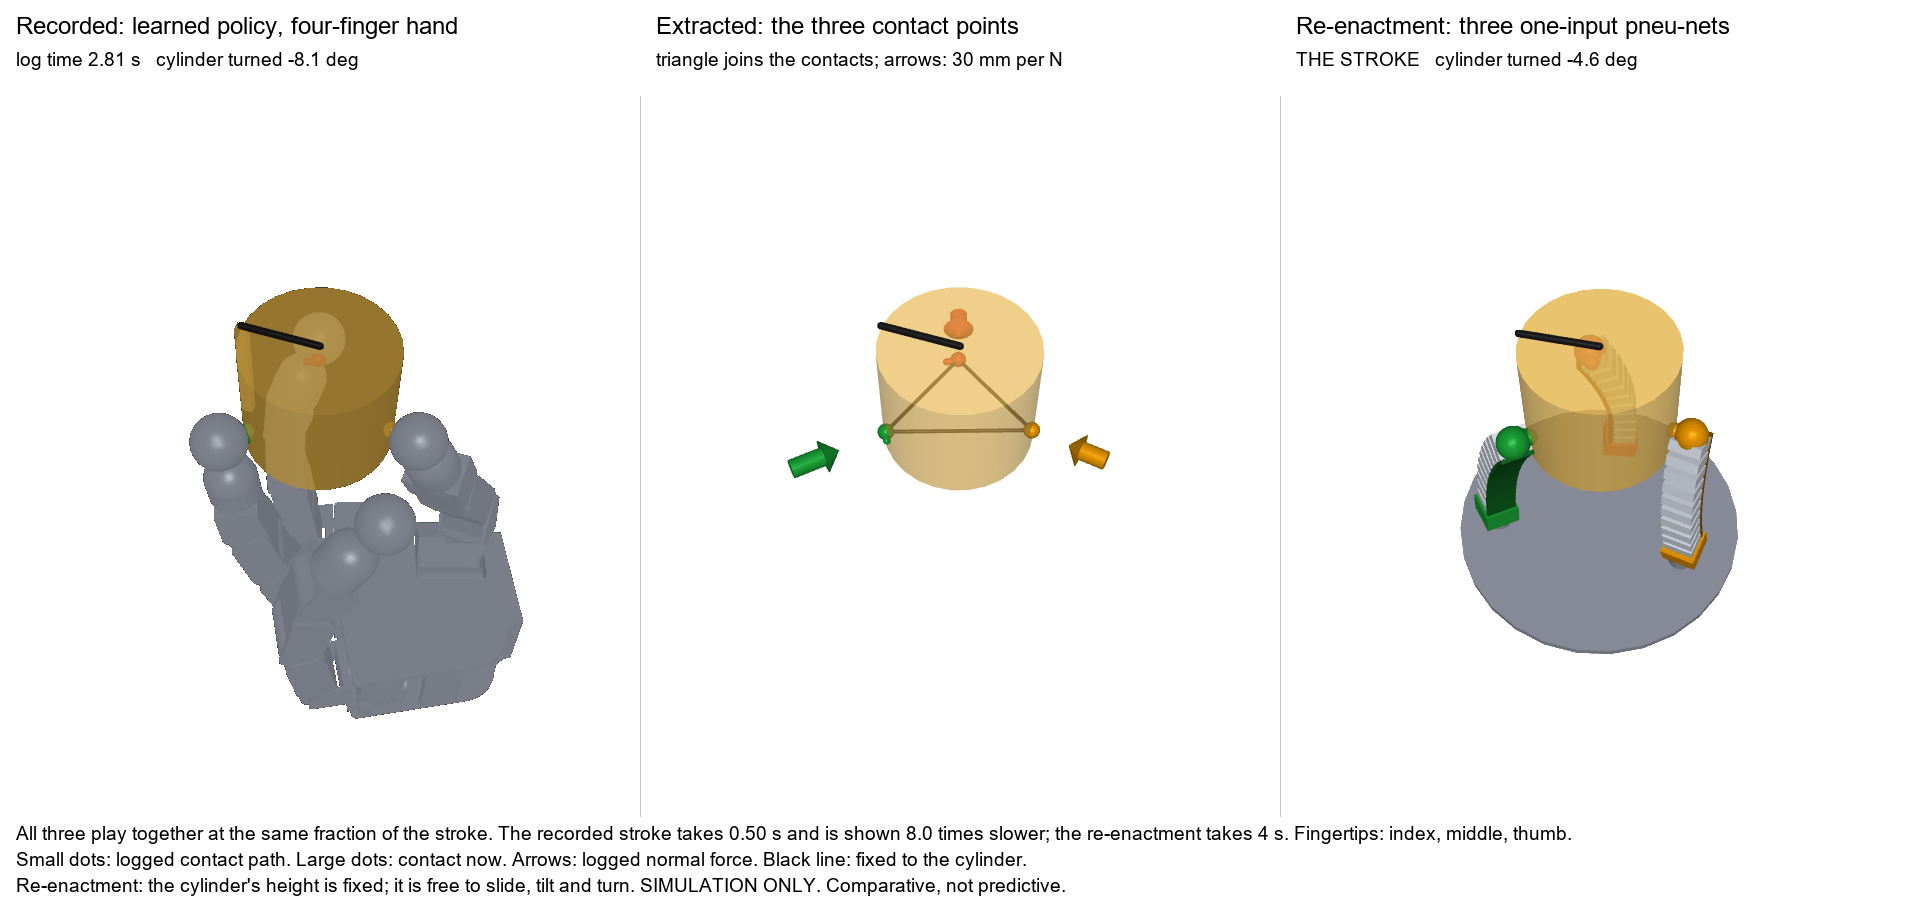 Recorded: learned policy, four-finger hand
log time 2.81 s   cylinder turned -8.1 deg
Extracted: the three contact points
triangle joins the contacts; arrows: 30 mm per N
Re-enactment: three one-input pneu-nets
THE STROKE   cylinder turned -4.6 deg
All three play together at the same fraction of the stroke. The recorded stroke takes 0.50 s and is shown 8.0 times slower; the re-enactment takes 4 s. Fingertips: index, middle, thumb.
Small dots: logged contact path. Large dots: contact now. Arrows: logged normal force. Black line: fixed to the cylinder.
Re-enactment: the cylinder's height is fixed; it is free to slide, tilt and turn. SIMULATION ONLY. Comparative, not predictive.